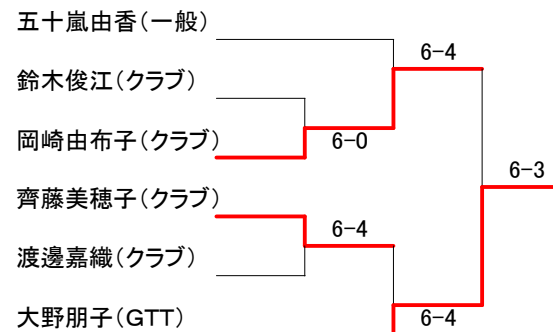 五十嵐由香(一般)
6-4
鈴木俊江(クラブ)
岡崎由布子(クラブ)
6-0
6-3
齊藤美穂子(クラブ)
6-4
渡邊嘉織(クラブ)
大野朋子(GTT)
6-4